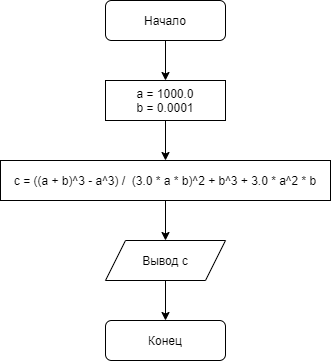 Начало
a = 1000.0
b = 0.0001
c = ((a + b)^3 - a^3) /  (3.0 * a * b)^2 + b^3 + 3.0 * a^2 * b
Вывод c
Конец